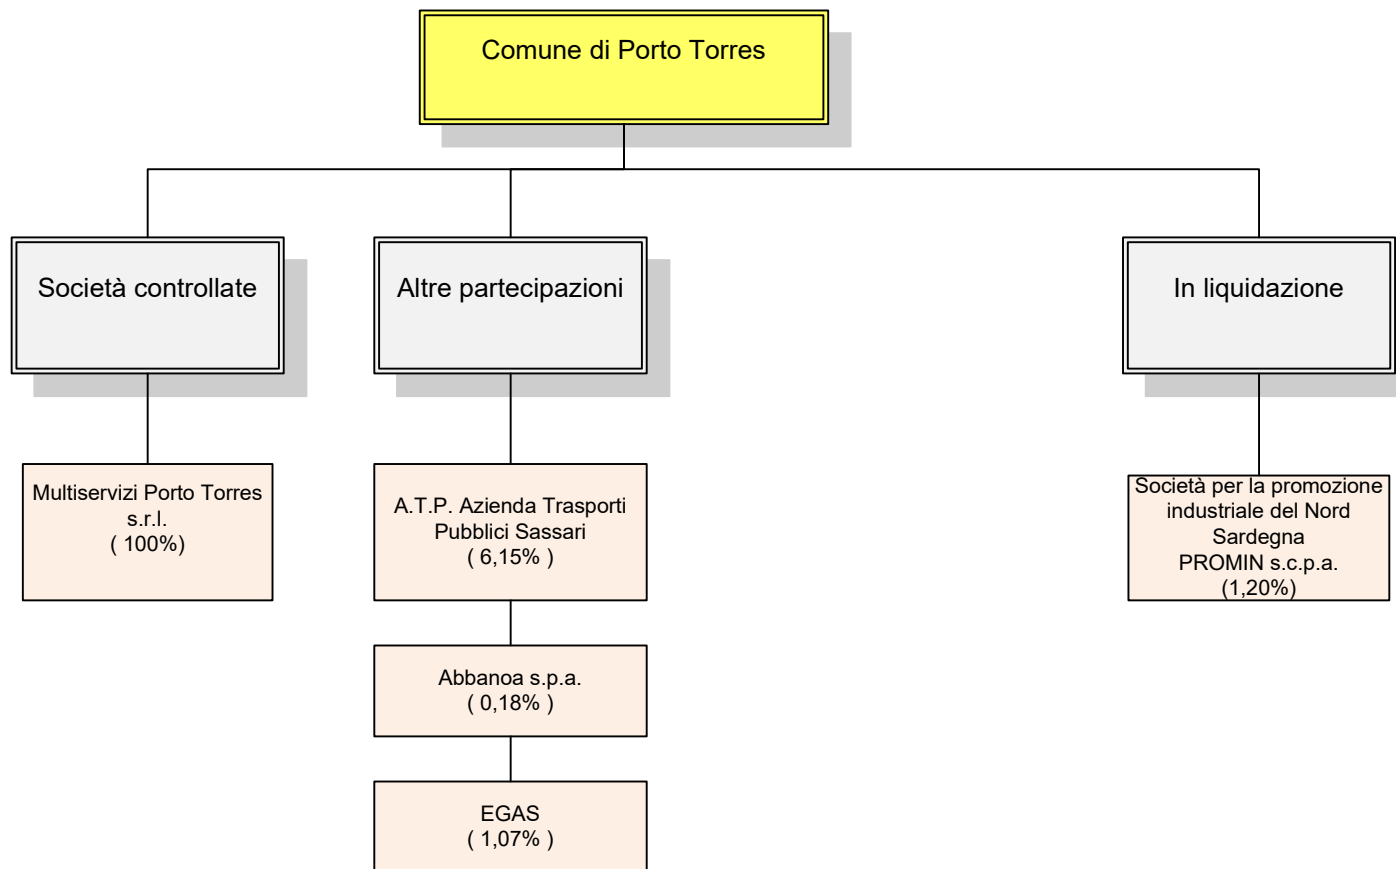 Comune di Porto Torres
Società controllate
Altre partecipazioni
In liquidazione
Multiservizi Porto Torres
s.r.l.
( 100%)
A.T.P. Azienda Trasporti
Pubblici Sassari
( 6,15% )
Abbanoa s.p.a.
( 0,18% )
EGAS
( 1,07% )
Società per la promozione
industriale del Nord
Sardegna
PROMIN s.c.p.a.
(1,20%)